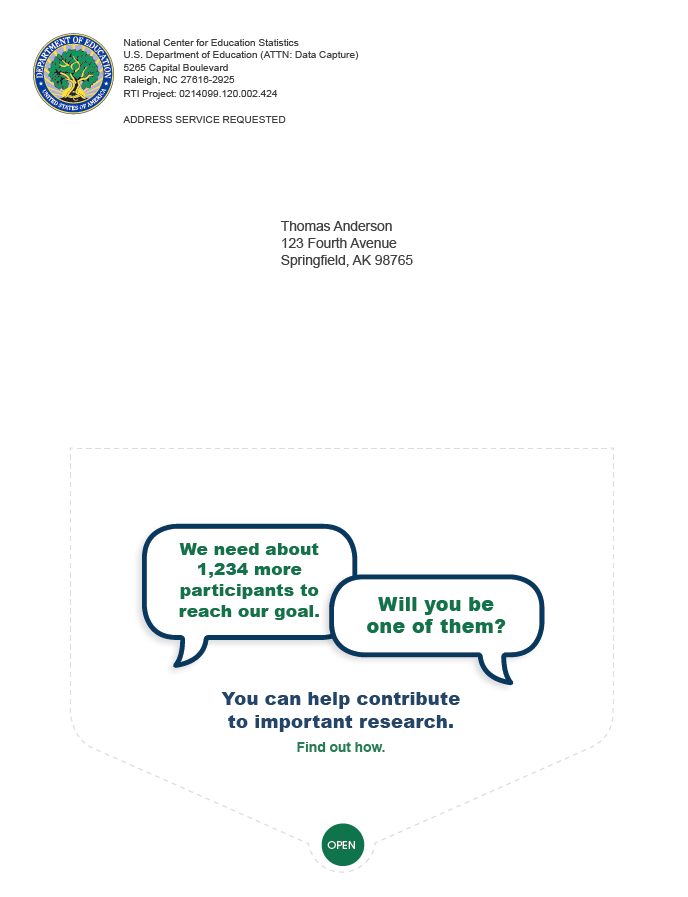 DEPARTMENT OF EDUCATION
UNITED STATES OF AMERICA
National Center for Education Statistics
U.S. Department of Education (ATTN: Data Capture)
5265 Capital Boulevard
Raleigh, NC 27616-2925
RTI Project: 0214099.120.002.424
ADDRESS SERVICE REQUESTED
Thomas Anderson
123 Fourth Avenue
Springfield, AK 98765
We need about
1,234 more
participants to
reach our goal.
Will you be
one of them?
You can help contribute
to important research.
Find out how.
OPEN